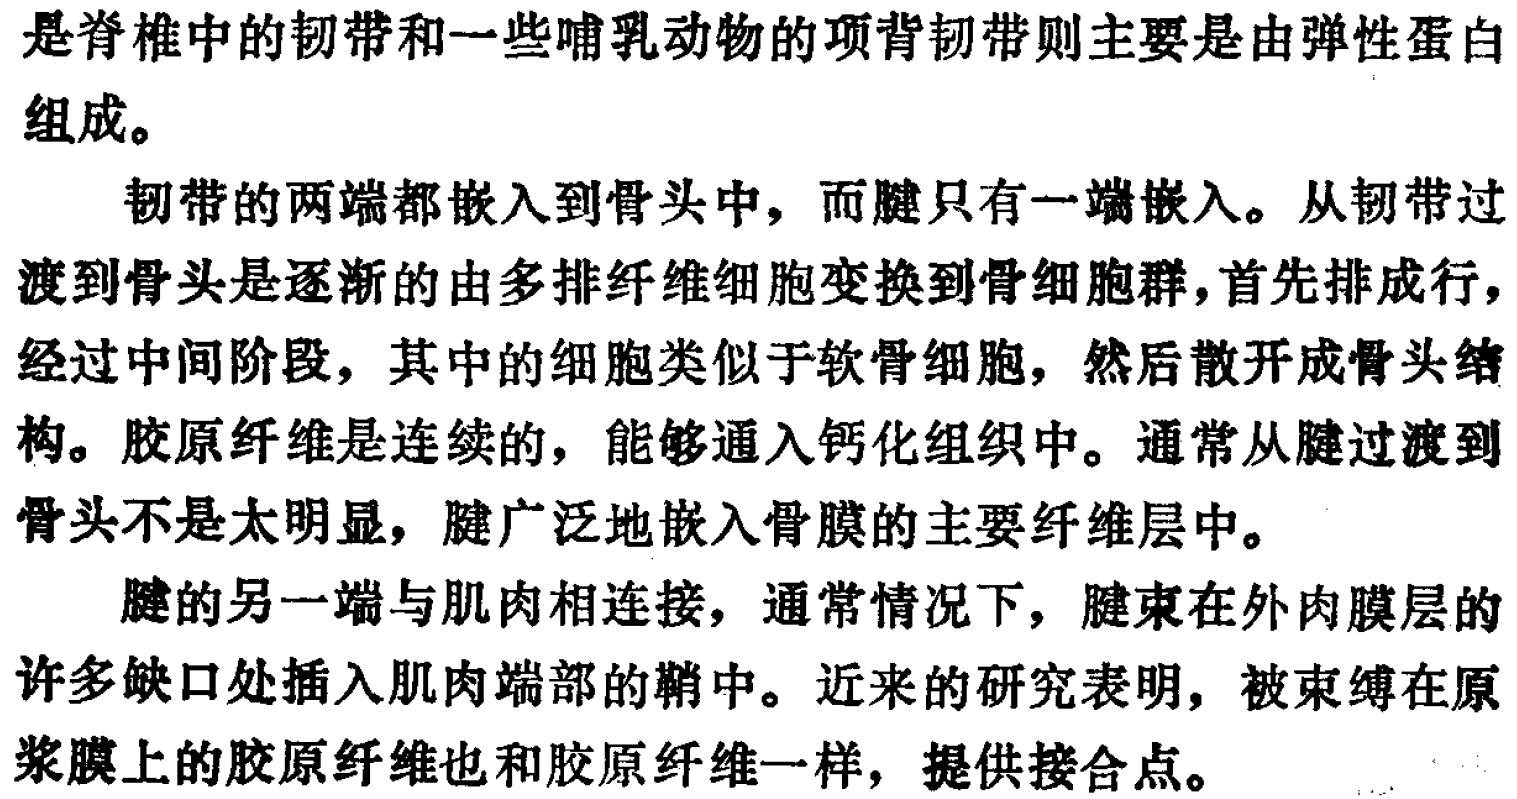 是脊椎中的韧带和一些哺乳动物的项背韧带则主要是由弹性蛋白
组成。
韧带的两端都嵌入到骨头中，而腱只有一端嵌入。从韧带过
渡到骨头是逐渐的由多排纤维细胞变换到骨细胞群，首先排成行，
经过中间阶段，其中的细胞类似于软骨细胞，然后散开成骨头结
构。胶原纤维是连续的，能够通入钙化组织中。通常从腱过渡到
骨头不是太明显，腱广泛地嵌入骨膜的主要纤维层中。
腱的另一端与肌肉相连接，通常情况下，腱束在外肉膜层的
许多缺口处插入肌肉端部的鞘中。近来的研究表明，被束缚在原
浆膜上的胶原纤维也和胶原纤维一样，提供接合点。